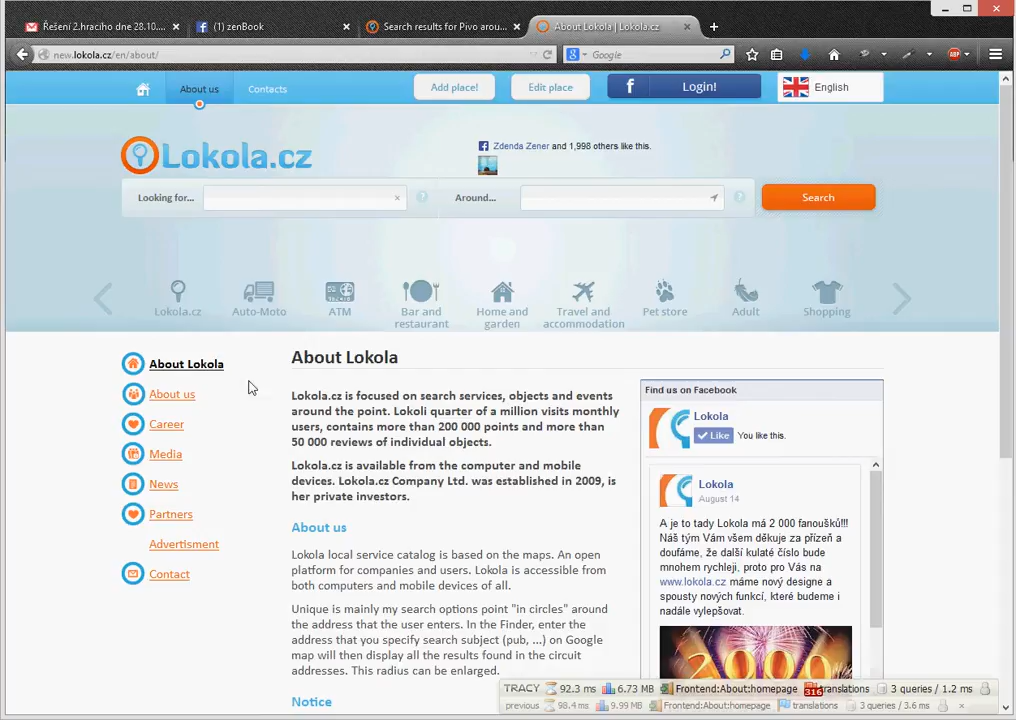 Řešení 2.hracího dne 28.10....
(1) zenBook
Search results for Pivo arou...
About Lokola | Lokola.cz
new.lokola.cz/en/about/
Google
ABP
About us
Contacts
Add place!
Edit place
Login!
English
Lokola.cz
Zdenda Zener and 1,998 others like this.
Looking for...
Around...
Search
Lokola.cz
Auto-Moto
ATM
Bar and
restaurant
Home and
garden
Travel and
accommodation
Pet store
Adult
Shopping
About Lokola
About us
Career
Media
News
Partners
Advertisment
Contact
About Lokola
Lokola.cz is focused on search services, objects and events
around the point. Lokoli quarter of a million visits monthly
users, contains more than 200 000 points and more than
50 000 reviews of individual objects.
Lokola.cz is available from the computer and mobile
devices. Lokola.cz Company Ltd. was established in 2009, is
her private investors.
About us
Lokola local service catalog is based on the maps. An open
platform for companies and users. Lokola is accessible from
both computers and mobile devices of all.
Unique is mainly my search options point "in circles" around
the address that the user enters. In the Finder, enter the
address that you specify search subject (pub, ...) on Google
map will then display all the results found in the circuit
addresses. This radius can be enlarged.
Notice
Find us on Facebook
Lokola
Like You like this.
Lokola
August 14
A je to tady Lokola má 2 000 fanoušků!!!
Náš tým Vám všem děkuje za přízeň a
doufáme, že další kulaté číslo bude
mnohem rychleji, proto pro Vás na
www.lokola.cz máme nový designe a
spousty nových funkcí, které budeme i
nadále vylepšovat.
2000
TRACY 92.3 ms 6.73 MB Frontend:About:homepage 316 translations 3 queries / 1.2 ms
previous 98.4 ms 9.99 MB Frontend:About:homepage translations 3 queries / 3.6 ms